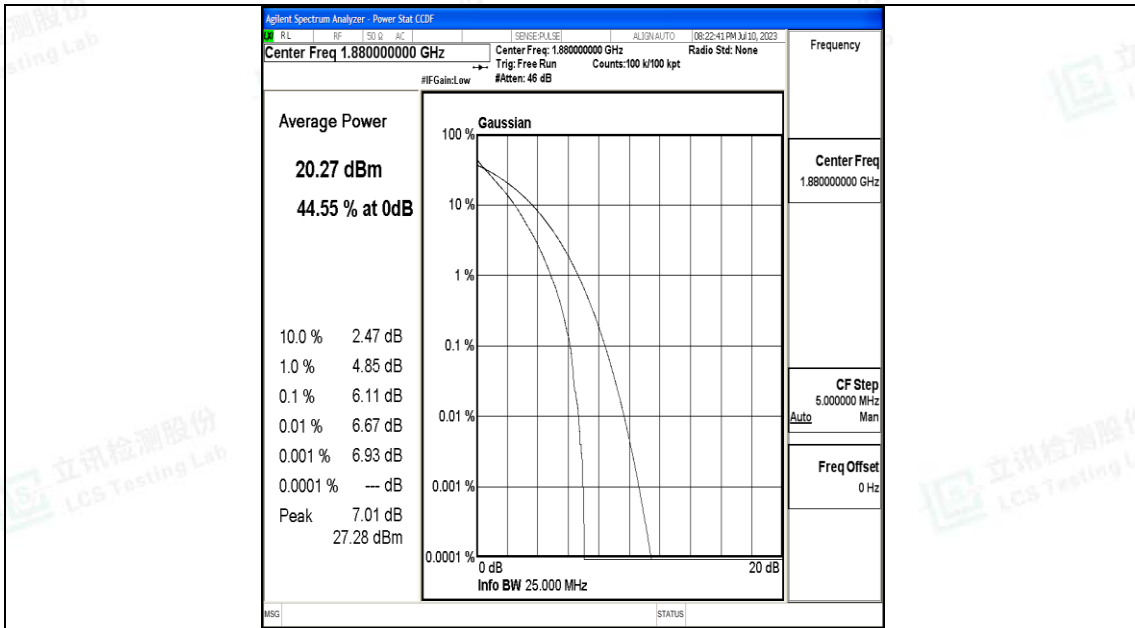 Agilent Spectrum Analyzer - Power Stat CCDF
RL RF 50 Ω AC SENSE:PULSE ALIGN AUTO 08:22:41 PM Jul 10, 2023
Center Freq 1.880000000 GHz
Center Freq: 1.880000000 GHz Radio Std: None
Trig: Free Run Counts:100 k/100 kpt
#IFGain:Low #Atten: 46 dB
Frequency
Average Power
20.27 dBm
44.55 % at 0dB
10.0 % 2.47 dB
1.0 % 4.85 dB
0.1 % 6.11 dB
0.01 % 6.67 dB
0.001 % 6.93 dB
0.0001 % --- dB
Peak 7.01 dB
27.28 dBm
Gaussian
100 %
10 %
1 %
0.1 %
0.01 %
0.001 %
0.0001 %
0 dB 20 dB
Info BW 25.000 MHz
Center Freq
1.880000000 GHz
CF Step
5.000000 MHz
Auto Man
Freq Offset
0 Hz
MSG STATUS
立讯检测股份
LCS Testing Lab